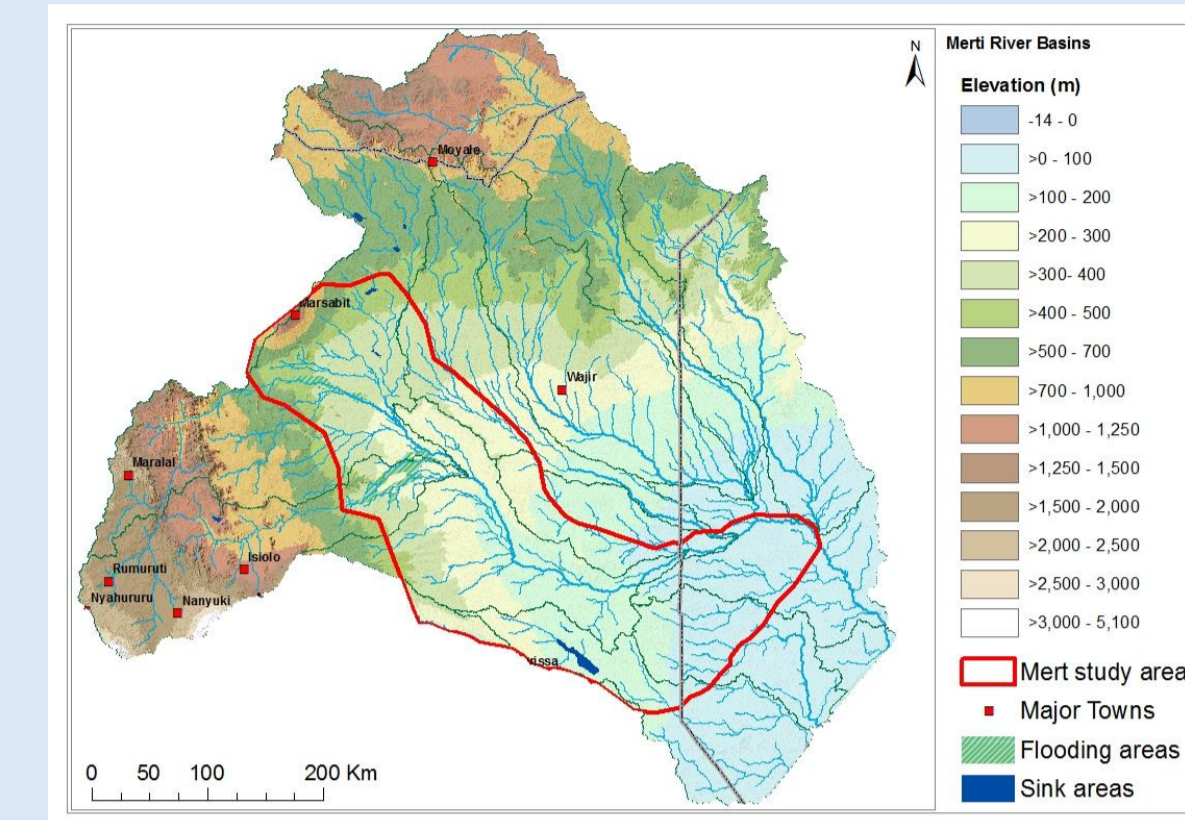 N
Moyale
Marsabit
Wajir
Maralal
Isiolo
Rumuruti
Nyahururu
Nanyuki
rissa
0 50 100 200 Km
Merti River Basins
Elevation (m)
-14 - 0
>0 - 100
>100 - 200
>200 - 300
>300- 400
>400 - 500
>500 - 700
>700 - 1,000
>1,000 - 1,250
>1,250 - 1,500
>1,500 - 2,000
>2,000 - 2,500
>2,500 - 3,000
>3,000 - 5,100
Mert study area
Major Towns
Flooding areas
Sink areas